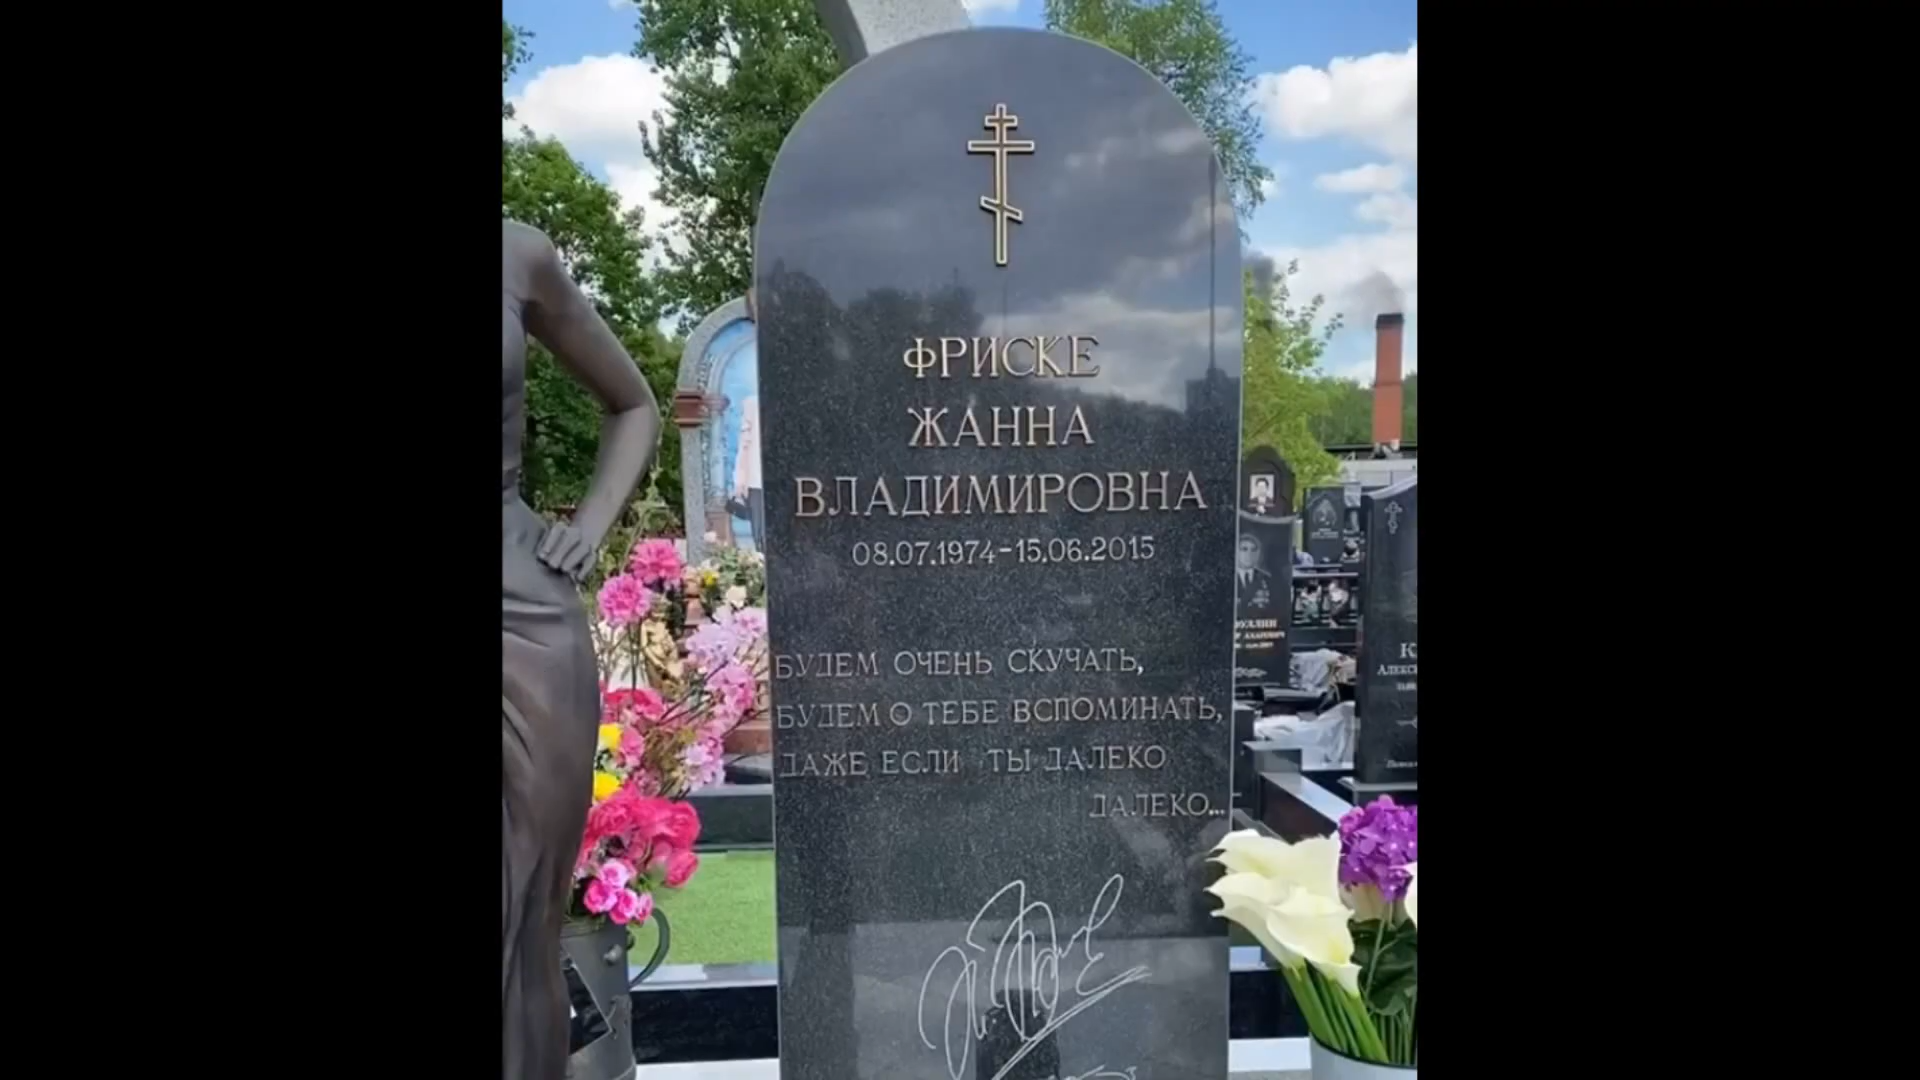 ФРИСКЕ
ЖАННА
ВЛАДИМИРОВНА
08.07.1974-15.06.2015
БУДЕМ ОЧЕНЬ СКУЧАТЬ,
БУДЕМ О ТЕБЕ ВСПОМИНАТЬ,
ДАЖЕ ЕСЛИ ТЫ ДАЛЕКО
ДАЛЕКО...